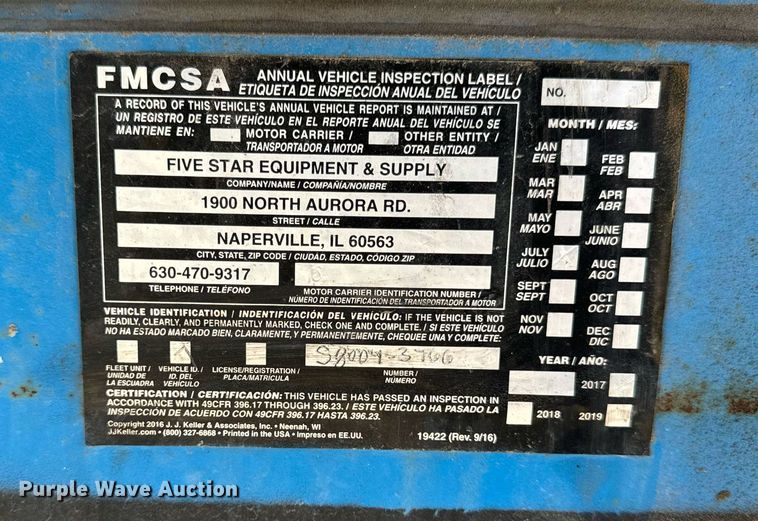 FMCSA ANNUAL VEHICLE INSPECTION LABEL /
ETIQUETA DE INSPECCIÓN ANUAL DEL VEHÍCULO
NO.
A RECORD OF THIS VEHICLE'S ANNUAL VEHICLE REPORT IS MAINTAINED AT /
UN REGISTRO DE ESTE VEHÍCULO EN EL REPORTE ANUAL DEL VEHÍCULO SE
MANTIENE EN: MOTOR CARRIER / OTHER ENTITY /
TRANSPORTADOR A MOTOR OTRA ENTIDAD
FIVE STAR EQUIPMENT & SUPPLY
COMPANY/NAME / COMPAÑÍA/NOMBRE
1900 NORTH AURORA RD.
STREET / CALLE
NAPERVILLE, IL 60563
CITY, STATE, ZIP CODE / CIUDAD, ESTADO, CÓDIGO ZIP
630-470-9317
TELEPHONE / TELÉFONO
MOTOR CARRIER IDENTIFICATION NUMBER /
NÚMERO DE INDENTIFICACIÓN DEL TRANSPORTADOR A MOTOR
VEHICLE IDENTIFICATION / INDENTIFICACIÓN DEL VEHÍCULO: IF THE VEHICLE IS NOT
READILY, CLEARLY, AND PERMANENTLY MARKED, CHECK ONE AND COMPLETE. / SI ESTE VEHÍCULO
NO HA ESTADO MARCADO BIEN, CLARAMENTE, Y PERMANENTEMENTE, CHEQUEE UNA Y COMPLETE:
FLEET UNIT /
UNIDAD DE
LA ESCUADRA
VEHICLE ID. /
ID. DEL
VEHÍCULO
LICENSE/REGISTRATION /
PLACA/MATRICULA
NUMBER /
NÚMERO
CERTIFICATION / CERTIFICACIÓN: THIS VEHICLE HAS PASSED AN INSPECTION IN
ACCORDANCE WITH 49CFR 396.17 THROUGH 396.23. / ESTE VEHÍCULO HA PASADO LA
INSPECCIÓN DE ACUERDO CON 49CFR 396.17 HASTA 396.23.
Copyright 2016 J. J. Keller & Associates, Inc. • Neenah, WI
JJKeller.com • (800) 327-6868 • Printed in the USA • Impreso en EE.UU.
19422 (Rev. 9/16)
MONTH / MES:
JAN
ENE
FEB
FEB
MAR
MAR
APR
ABR
MAY
MAYO
JUNE
JUNIO
JULY
JULIO
AUG
AGO
SEPT
SEPT
OCT
OCT
NOV
NOV
DEC
DIC
YEAR / AÑO:
2017
2018 2019
Purple Wave Auction